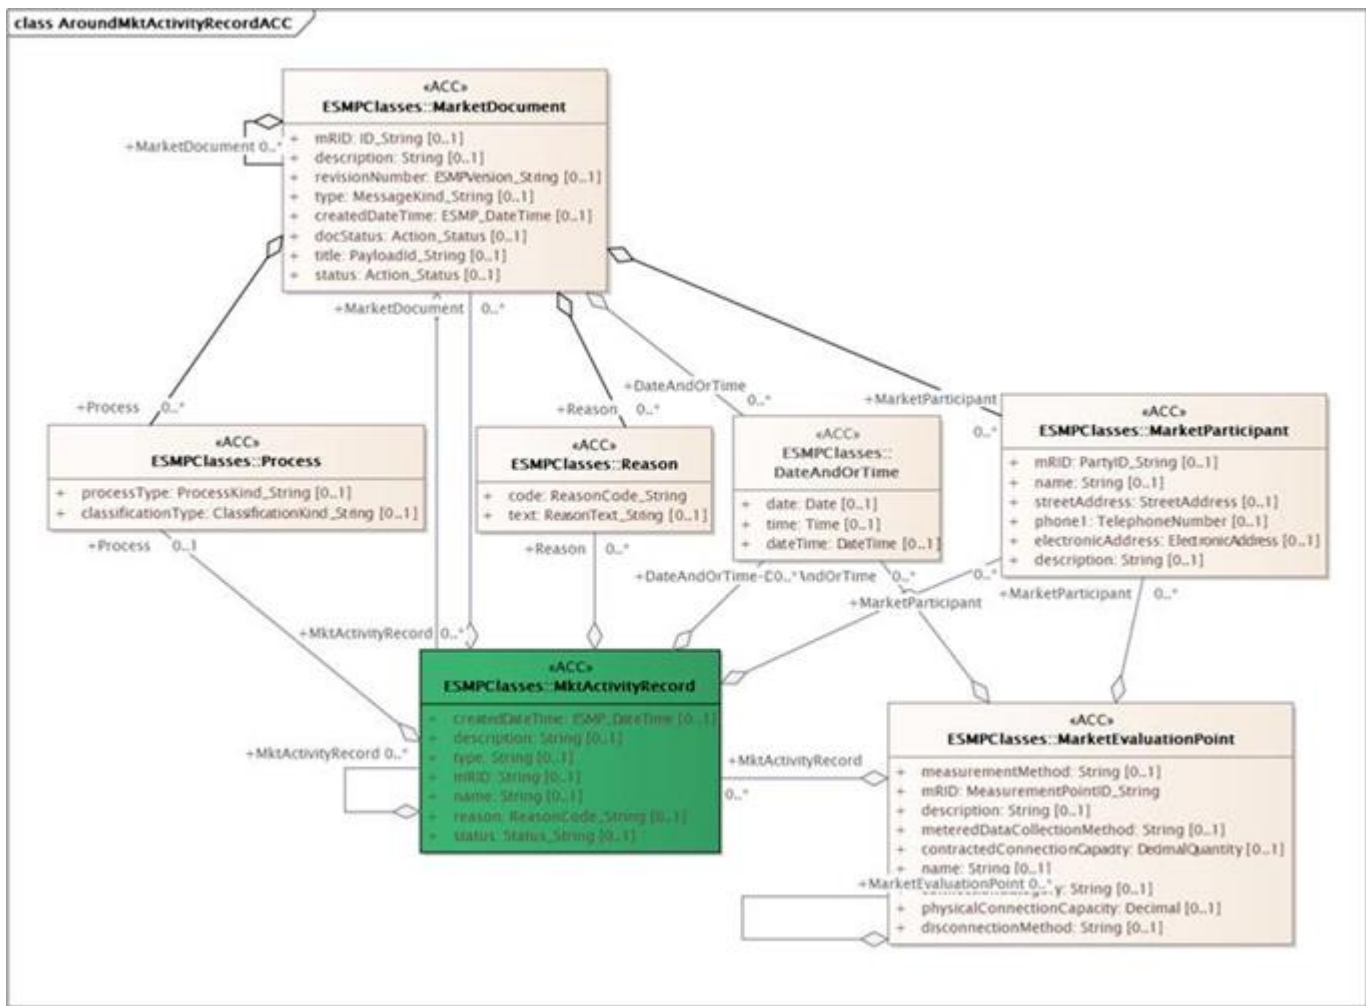 class AroundMktActivityRecordACC
«ACC»
ESMPClasses::MarketDocument
+ mRID: ID_String [0..1]
+ description: String [0..1]
+ revisionNumber: ESMPVersion_String [0..1]
+ type: MessageKind_String [0..1]
+ createdDateTime: ESMP_DateTime [0..1]
+ docStatus: Action_Status [0..1]
+ title: PayloadId_String [0..1]
+ status: Action_Status [0..1]
+MarketDocument 0..*
+MarketDocument 0..*
+DateAndOrTime
0..*
+MarketParticipant
0..*
+Process 0..*
+Reason 0..*
«ACC»
ESMPClasses::Process
+ processType: ProcessKind_String [0..1]
+ classificationType: ClassificationKind_String [0..1]
«ACC»
ESMPClasses::Reason
+ code: ReasonCode_String
+ text: ReasonText_String [0..1]
«ACC»
ESMPClasses::
DateAndOrTime
+ date: Date [0..1]
+ time: Time [0..1]
+ dateTime: DateTime [0..1]
«ACC»
ESMPClasses::MarketParticipant
+ mRID: PartyID_String [0..1]
+ name: String [0..1]
+ streetAddress: StreetAddress [0..1]
+ phone1: TelephoneNumber [0..1]
+ electronicAddress: ElectronicAddress [0..1]
+ description: String [0..1]
+Process 0..1
+Reason 0..*
+DateAndOrTime
0..*
0..*
0..*
+MarketParticipant
+MarketParticipant 0..*
+MktActivityRecord 0..*
«ACC»
ESMPClasses::MktActivityRecord
+ createdDateTime: ESMP_DateTime [0..1]
+ description: String [0..1]
+ type: String [0..1]
+ mRID: String [0..1]
+ name: String [0..1]
+ reason: ReasonCode_String [0..1]
+ status: Status_String [0..1]
+MktActivityRecord 0..*
+MktActivityRecord
0..*
«ACC»
ESMPClasses::MarketEvaluationPoint
+ measurementMethod: String [0..1]
+ mRID: MeasurementPointID_String
+ description: String [0..1]
+ meteredDataCollectionMethod: String [0..1]
+ contractedConnectionCapacity: DecimalQuantity [0..1]
+ name: String [0..1]
+MarketEvaluationPoint 0..*
String [0..1]
+ physicalConnectionCapacity: Decimal [0..1]
+ disconnectionMethod: String [0..1]